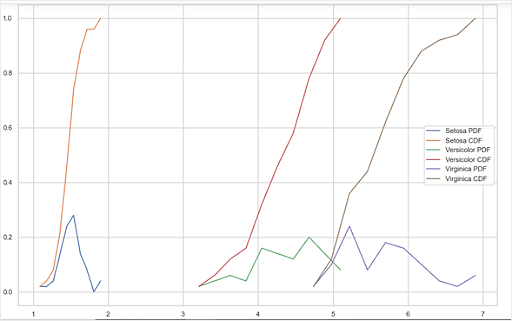 1.0
0.8
0.6
0.4
0.2
0.0
Setosa PDF
Setosa CDF
Versicolor PDF
Versicolor CDF
Virginica PDF
Virginica CDF
1 2 3 4 5 6 7